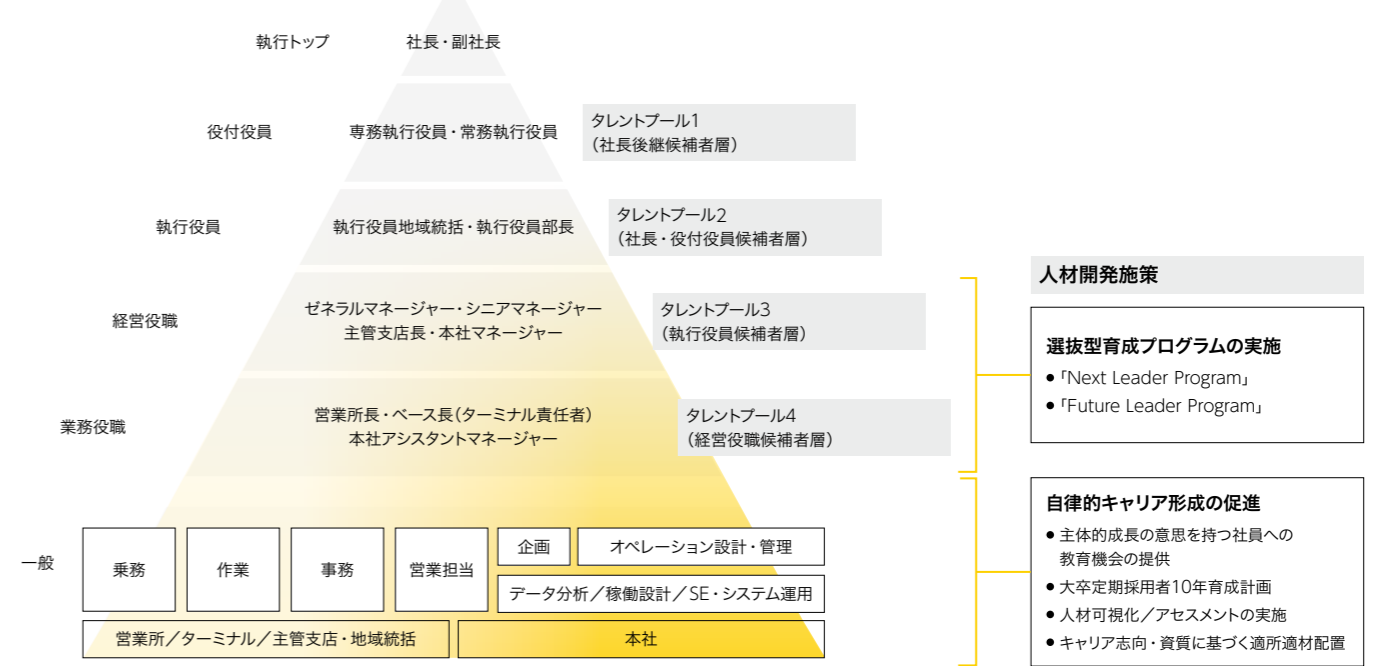 執行トップ
社長・副社長
役付役員
専務執行役員・常務執行役員
タレントプール1
（社長後継候補者層）
執行役員
執行役員地域統括・執行役員部長
タレントプール2
（社長・役付役員候補者層）
経営役職
ゼネラルマネージャー・シニアマネージャー
主管支店長・本社マネージャー
タレントプール3
（執行役員候補者層）
業務役職
営業所長・ベース長（ターミナル責任者）
本社アシスタントマネージャー
タレントプール4
（経営役職候補者層）
一般
乗務
作業
事務
営業担当
企画
オペレーション設計・管理
データ分析／稼働設計／SE・システム運用
営業所／ターミナル／主管支店・地域統括
本社
人材開発施策
選抜型育成プログラムの実施
● 「Next Leader Program」
● 「Future Leader Program」
自律的キャリア形成の促進
● 主体的成長の意思を持つ社員への
教育機会の提供
● 大卒定期採用者10年育成計画
● 人材可視化／アセスメントの実施
● キャリア志向・資質に基づく適所適材配置